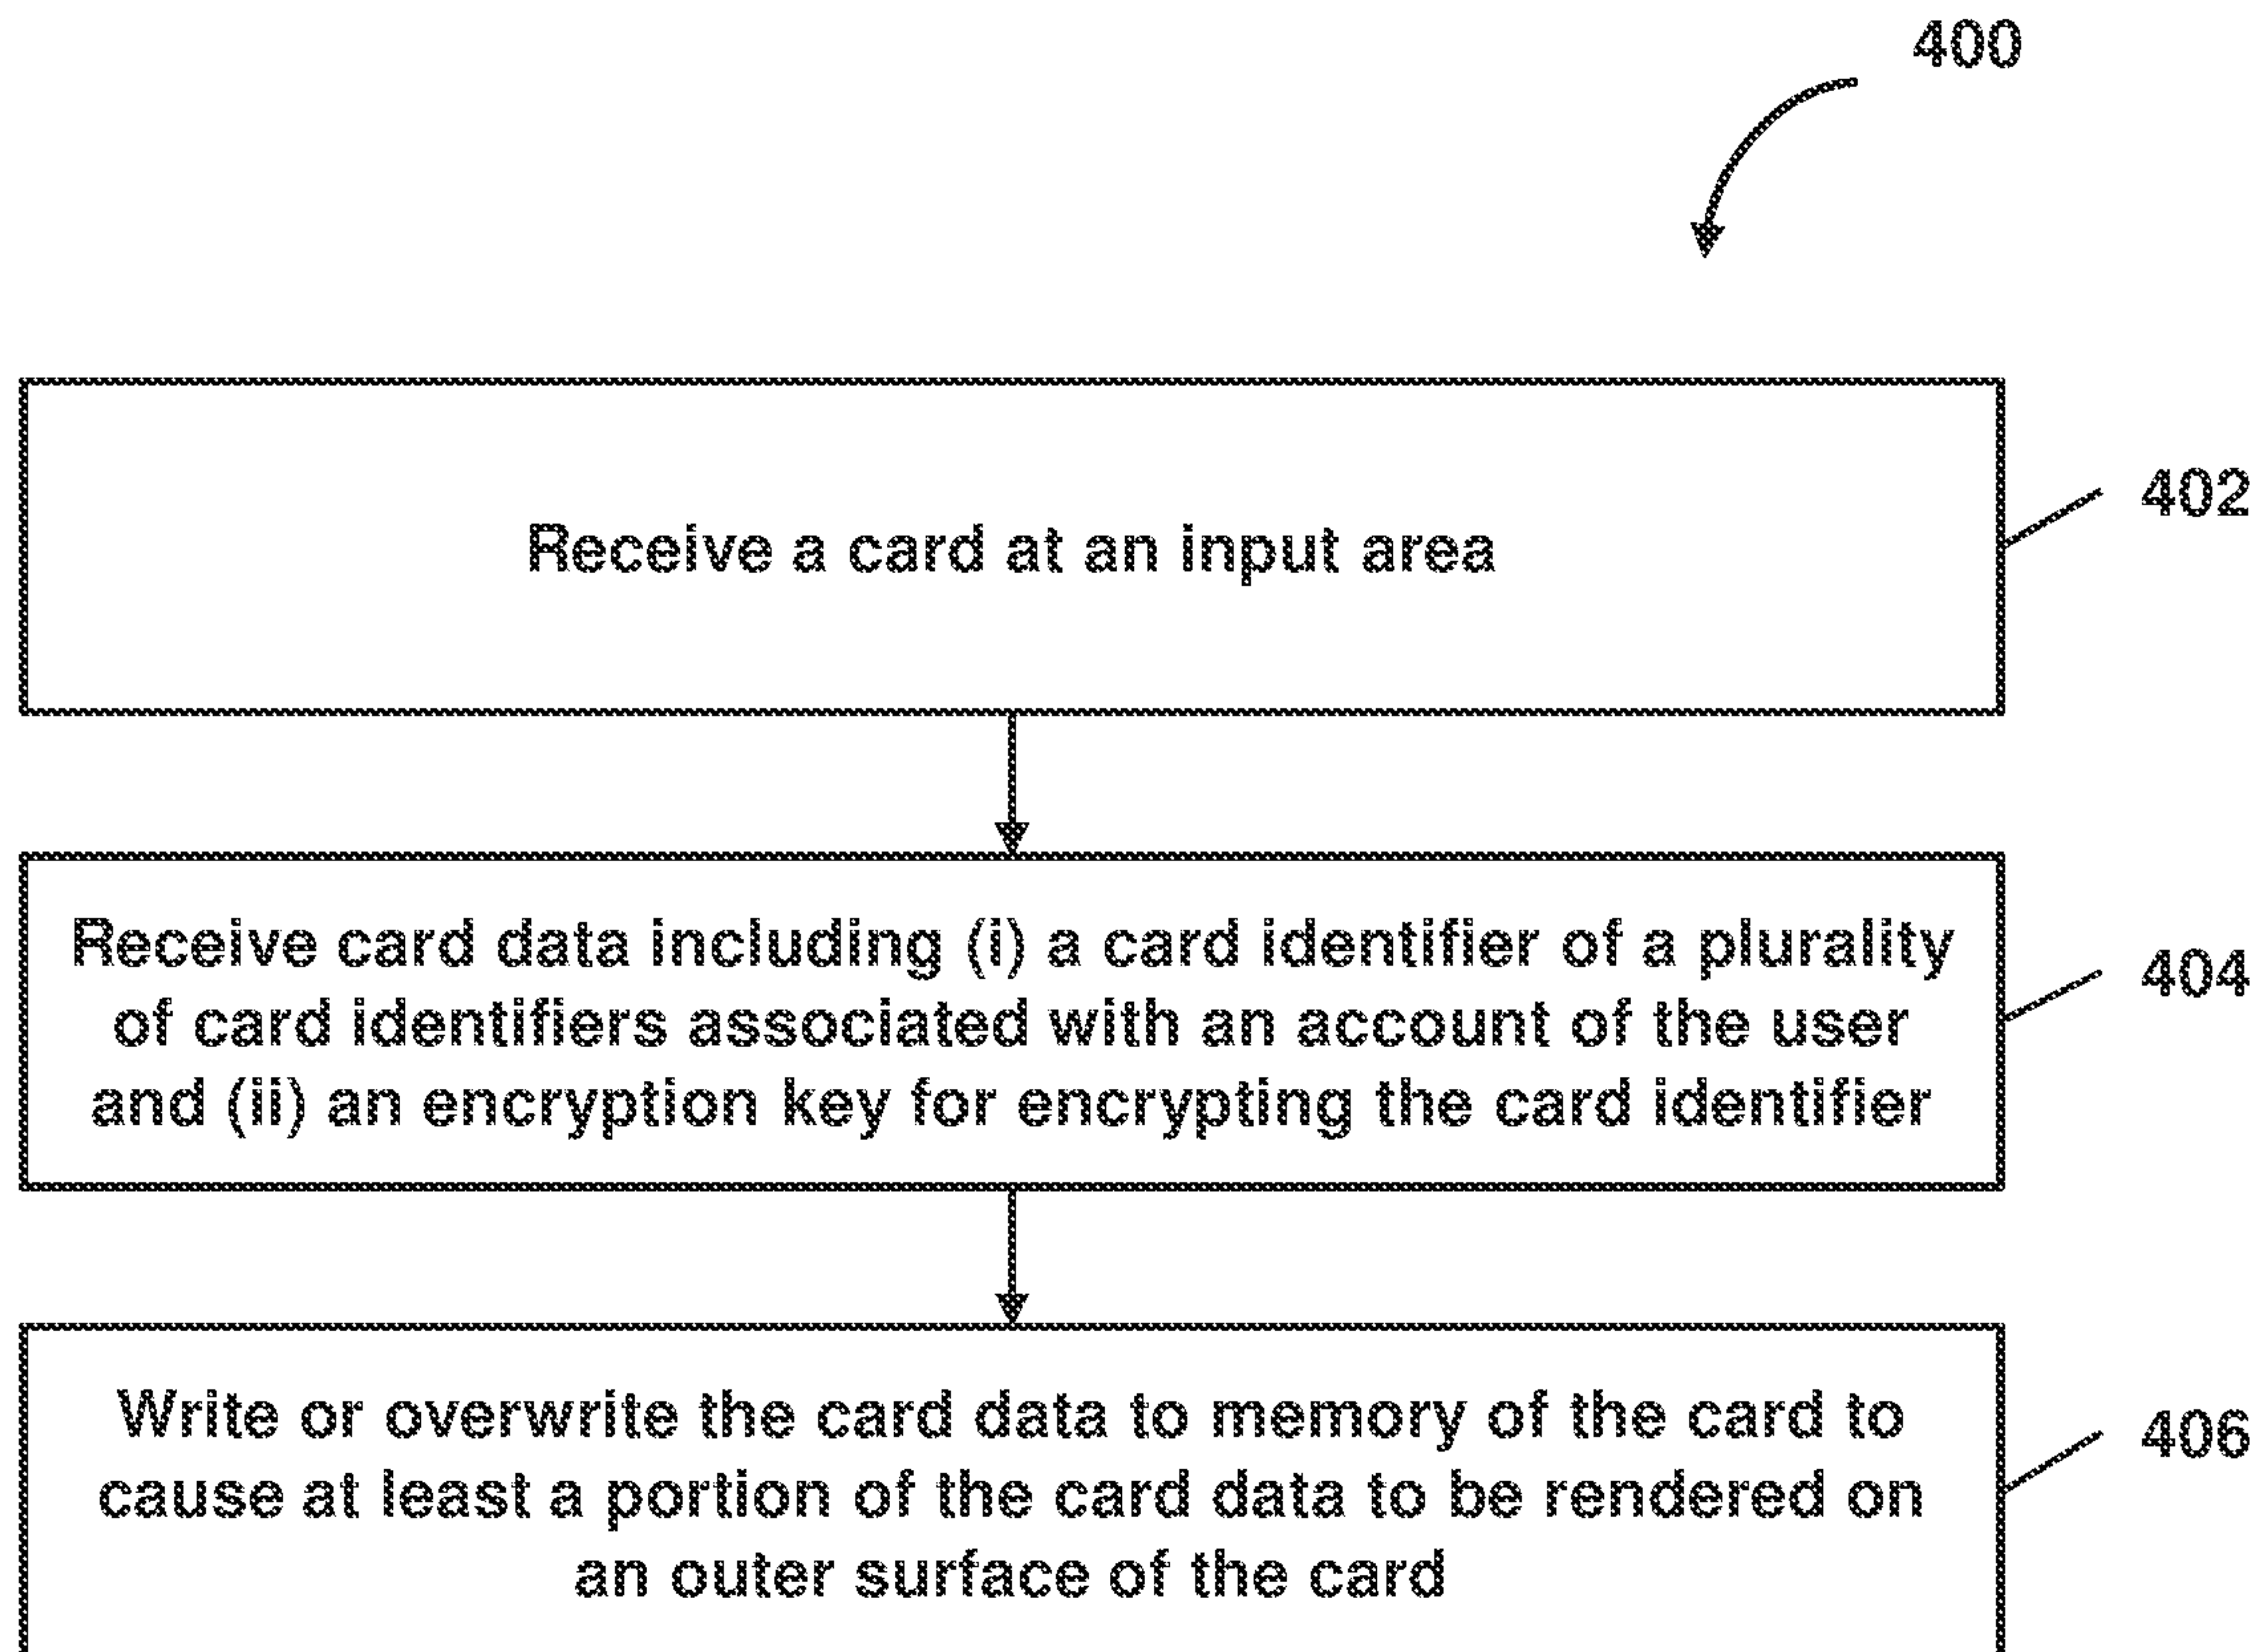 400
Receive a card at an input area
402
Receive card data including (i) a card identifier of a plurality
of card identifiers associated with an account of the user
and (ii) an encryption key for encrypting the card identifier
404
Write or overwrite the card data to memory of the card to
cause at least a portion of the card data to be rendered on
an outer surface of the card
406